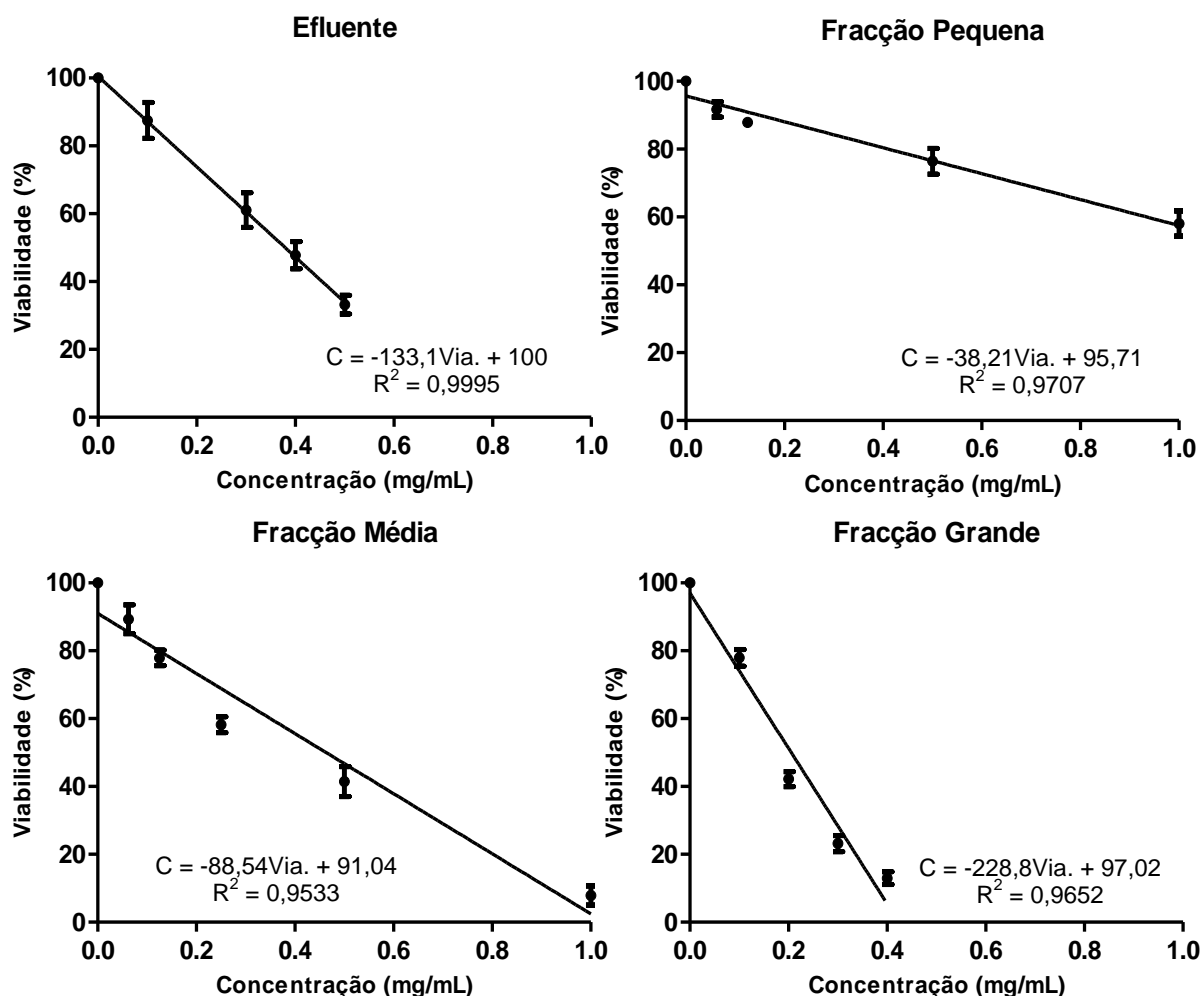 Efluente
100
80
60
40
20
0
0.0 0.2 0.4 0.6 0.8 1.0
Viabilidade (%)
Concentração (mg/mL)
C = -133,1Via. + 100
R² = 0,9995
Fracção Pequena
100
80
60
40
20
0
0.0 0.2 0.4 0.6 0.8 1.0
Viabilidade (%)
Concentração (mg/mL)
C = -38,21Via. + 95,71
R² = 0,9707
Fracção Média
100
80
60
40
20
0
0.0 0.2 0.4 0.6 0.8 1.0
Viabilidade (%)
Concentração (mg/mL)
C = -88,54Via. + 91,04
R² = 0,9533
Fracção Grande
100
80
60
40
20
0
0.0 0.2 0.4 0.6 0.8 1.0
Viabilidade (%)
Concentração (mg/mL)
C = -228,8Via. + 97,02
R² = 0,9652